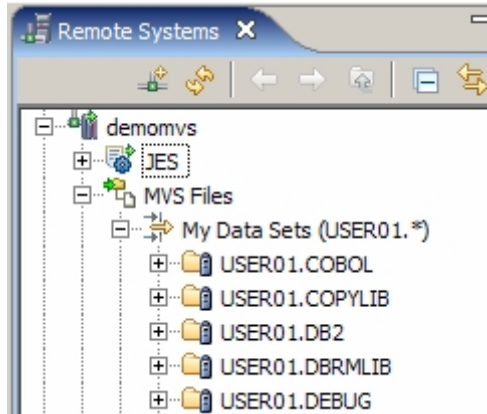 Remote Systems
demomvs
JES
MVS Files
My Data Sets (USER01.*)
USER01.COBOL
USER01.COPYLIB
USER01.DB2
USER01.DBRMLIB
USER01.DEBUG